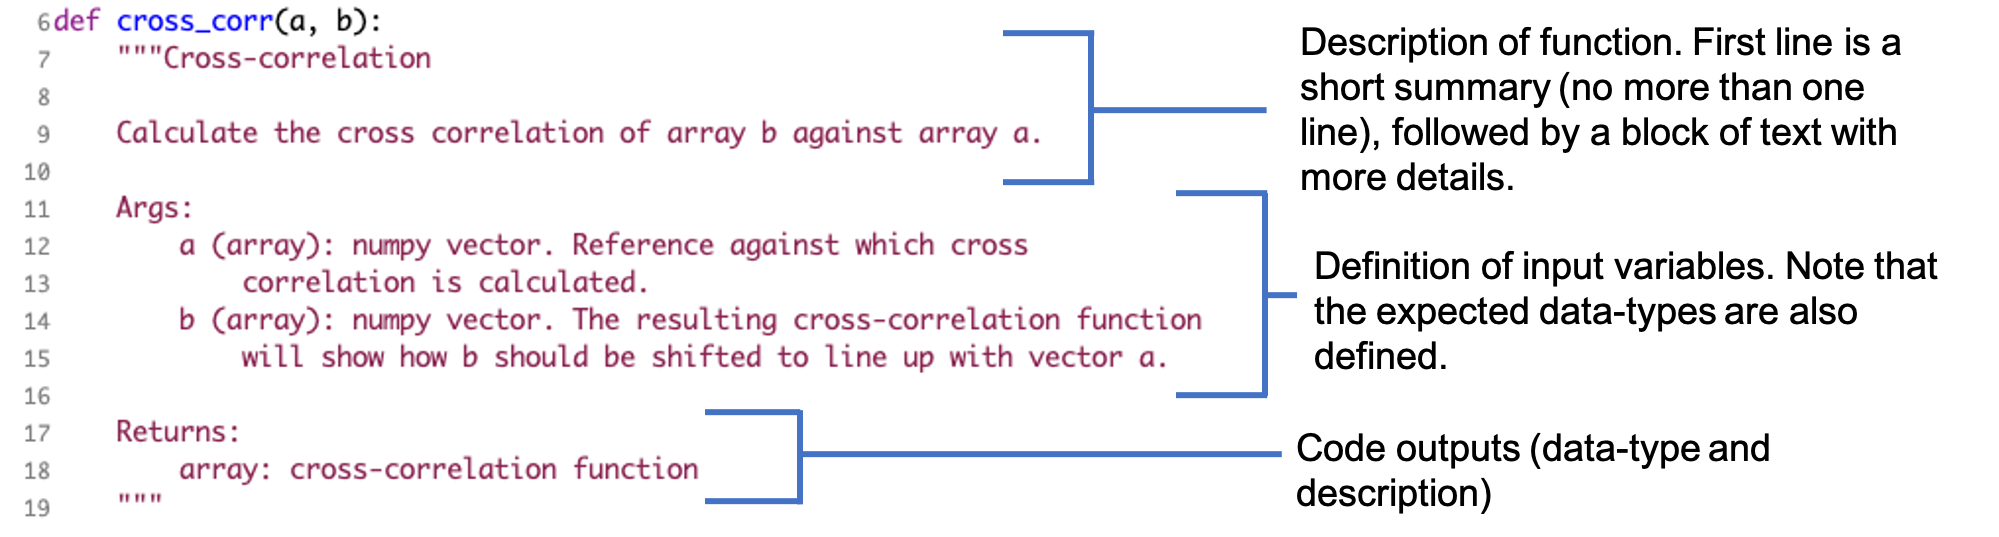 6def cross_corr(a, b):
7 """Cross-correlation
8
9 Calculate the cross correlation of array b against array a.
10
11 Args:
12 a (array): numpy vector. Reference against which cross
13 correlation is calculated.
14 b (array): numpy vector. The resulting cross-correlation function
15 will show how b should be shifted to line up with vector a.
16
17 Returns:
18 array: cross-correlation function
19 """
Description of function. First line is a
short summary (no more than one
line), followed by a block of text with
more details.
Definition of input variables. Note that
the expected data-types are also
defined.
Code outputs (data-type and
description)